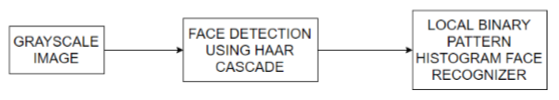 GRAYSCALE
IMAGE
FACE DETECTION
USING HAAR
CASCADE
LOCAL BINARY
PATTERN
HISTOGRAM FACE
RECOGNIZER